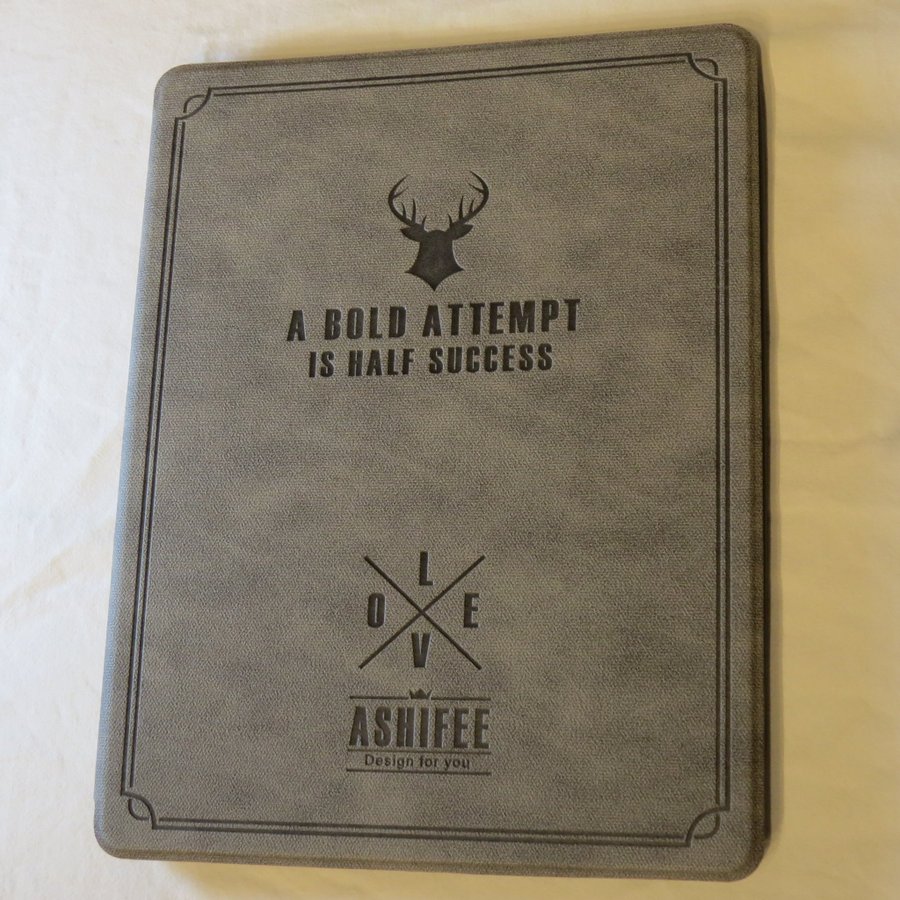 A BOLD ATTEMPT
IS HALF SUCCESS
L
O E
V
ASHIFEE
Design for you